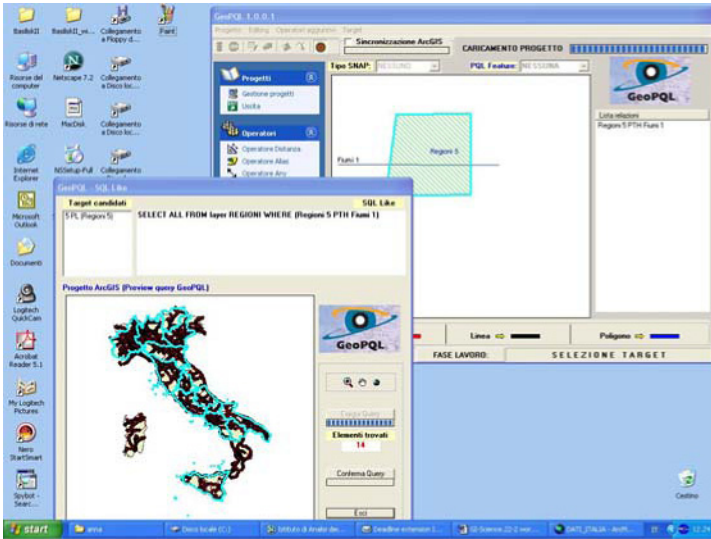 BasiliskII
Collegamento a Floppy d...
Paint
Risorse del computer
Netscape 7.2
Collegamento a Disco loc...
Risorse di rete
MacDisk
Collegamento a Disco loc...
Internet Explorer
NSSetup-Full
Collegamento
Microsoft Outlook
Documenti
Logitech QuickCam
Acrobat Reader 5.1
My Logitech Pictures
Nero StartSmart
Spybot - Searc...
Cestino
GeoPQL 1.0.0.1
Progetto Editing Operatori aggiuntivi Target
Sincronizzazione ArcGIS
CARICAMENTO PROGETTO
Tipo SNAP: NESSUNO
PQL Feature: NESSUNA
Progetti
Gestione progetti
Uscita
Operatori
Operatore Distanza
Operatore Alias
Operatore Any
Fiumi 1
Regioni 5
GeoPQL
Lista relazioni
Regioni 5 PTH Fiumi 1
Linea
Poligono
FASE LAVORO:
SELEZIONE TARGET
GeoPQL - SQL Like
Target candidati
SQL Like
5 PL (Regioni 5)
SELECT ALL FROM layer REGIONI WHERE (Regioni 5 PTH Fiumi 1)
Progetto ArcGIS (Preview query GeoPQL)
GeoPQL
Esegui Query
Elementi trovati
14
Conferma Query
Esci
start
anna
Disco locale (C:)
Istituto di Analisi dei...
Deadline extension 1...
DATI_ITALIA - ArcM...
IT
12.24